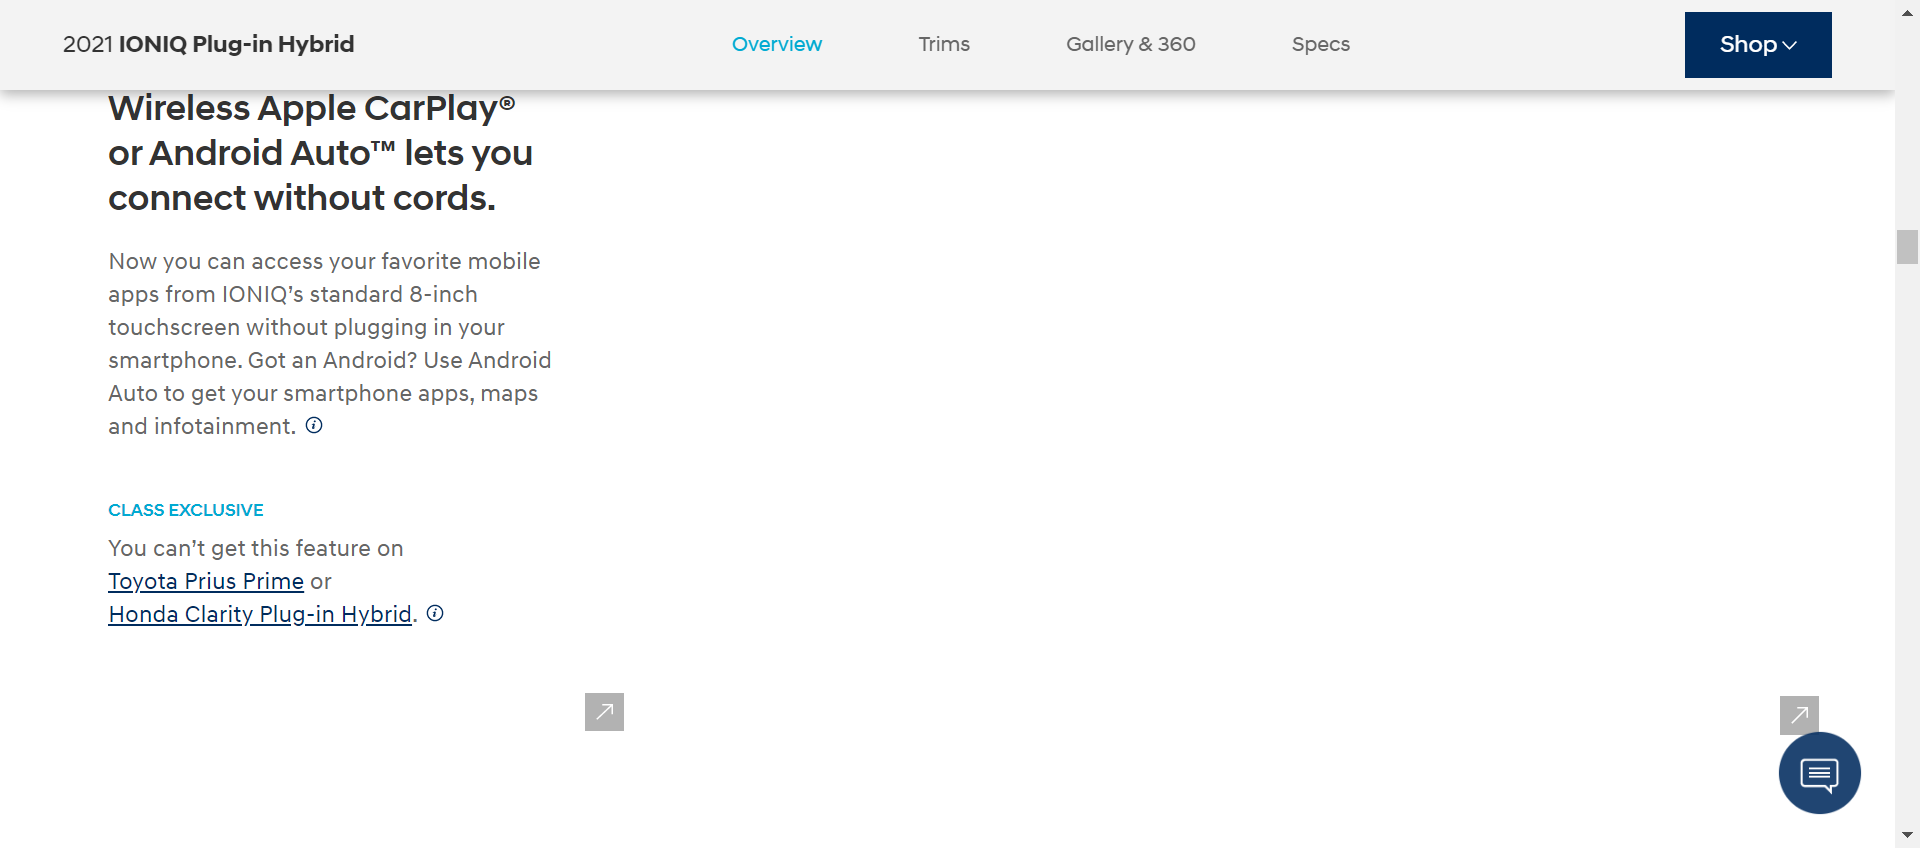 2021 IONIQ Plug-in Hybrid
Overview
Trims
Gallery & 360
Specs
Shop
Wireless Apple CarPlay®
or Android Auto™ lets you
connect without cords.
Now you can access your favorite mobile
apps from IONIQ’s standard 8-inch
touchscreen without plugging in your
smartphone. Got an Android? Use Android
Auto to get your smartphone apps, maps
and infotainment.
CLASS EXCLUSIVE
You can’t get this feature on
Toyota Prius Prime or
Honda Clarity Plug-in Hybrid.